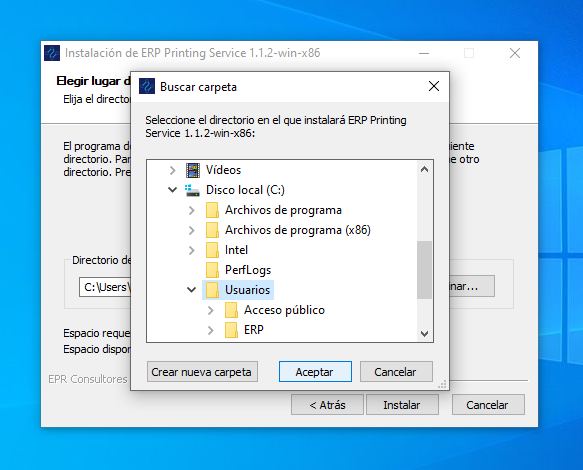 Instalación de ERP Printing Service 1.1.2-win-x86
Elegir lugar d
Elija el directo
El programa de
directorio. Par
directorio. Pre
uiente
e otro
Directorio de
C:\Users\
nar...
Espacio reque
Espacio dispor
EPR Consultores
< Atrás
Instalar
Cancelar
Buscar carpeta
Seleccione el directorio en el que instalará ERP Printing
Service 1.1.2-win-x86:
Vídeos
Disco local (C:)
Archivos de programa
Archivos de programa (x86)
Intel
PerfLogs
Usuarios
Acceso público
ERP
Crear nueva carpeta
Aceptar
Cancelar